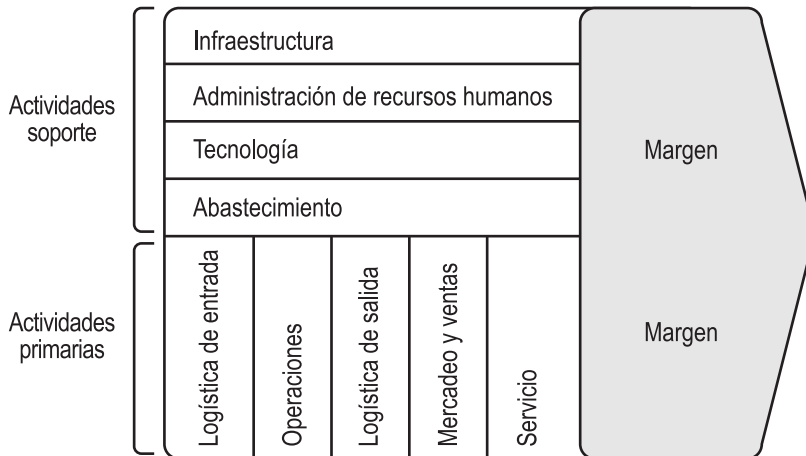 Infraestructura
Administración de recursos humanos
Tecnología
Abastecimiento
Actividades
soporte
Margen
Actividades
primarias
Logística de entrada
Operaciones
Logística de salida
Mercadeo y ventas
Servicio
Margen